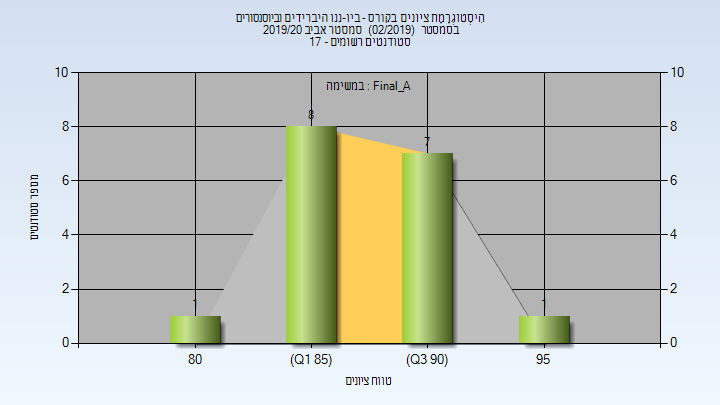 היסטוגרמת ציונים בקורס - ביו-ננו היברידים וביוסנסורים
בסמסטר (02/2019) סמסטר אביב 2019/20
סטודנטים רשומים - 17
במשימה : Final_A
מספר סטודנטים
10 10
8 8
6 6
4 4
2 2
0 0
1 8 7 1
80 (Q1 85) (Q3 90) 95
טווח ציונים